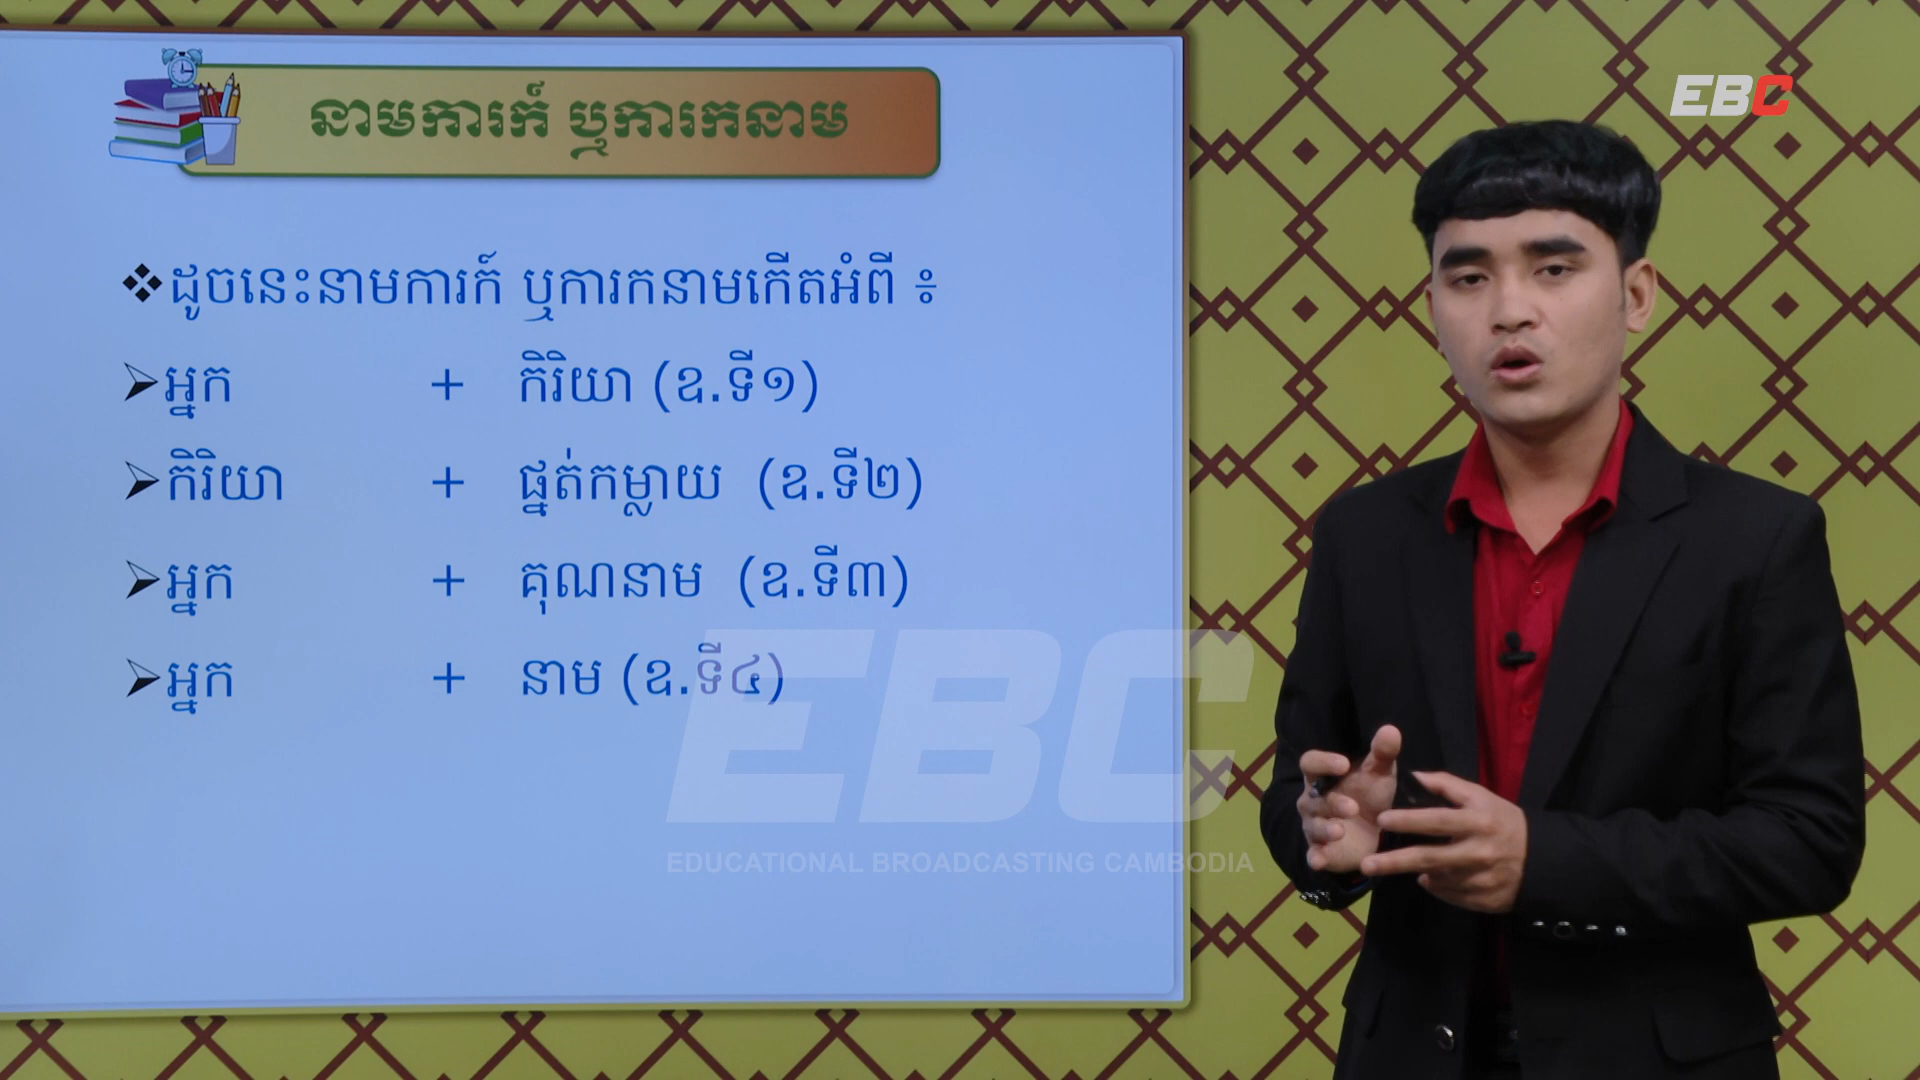 នាមការក៍ ឬការកនាម
EBC
❖ដូចនេះនាមការក៍ ឬការកនាមកើតអំពី ៖
➢អ្នក + កិរិយា (ឧ.ទី១)
➢កិរិយា + ផ្នត់កម្លាយ (ឧ.ទី២)
➢អ្នក + គុណនាម (ឧ.ទី៣)
➢អ្នក + នាម (ឧ.ទី៤)
EBC
EDUCATIONAL BROADCASTING CAMBODIA